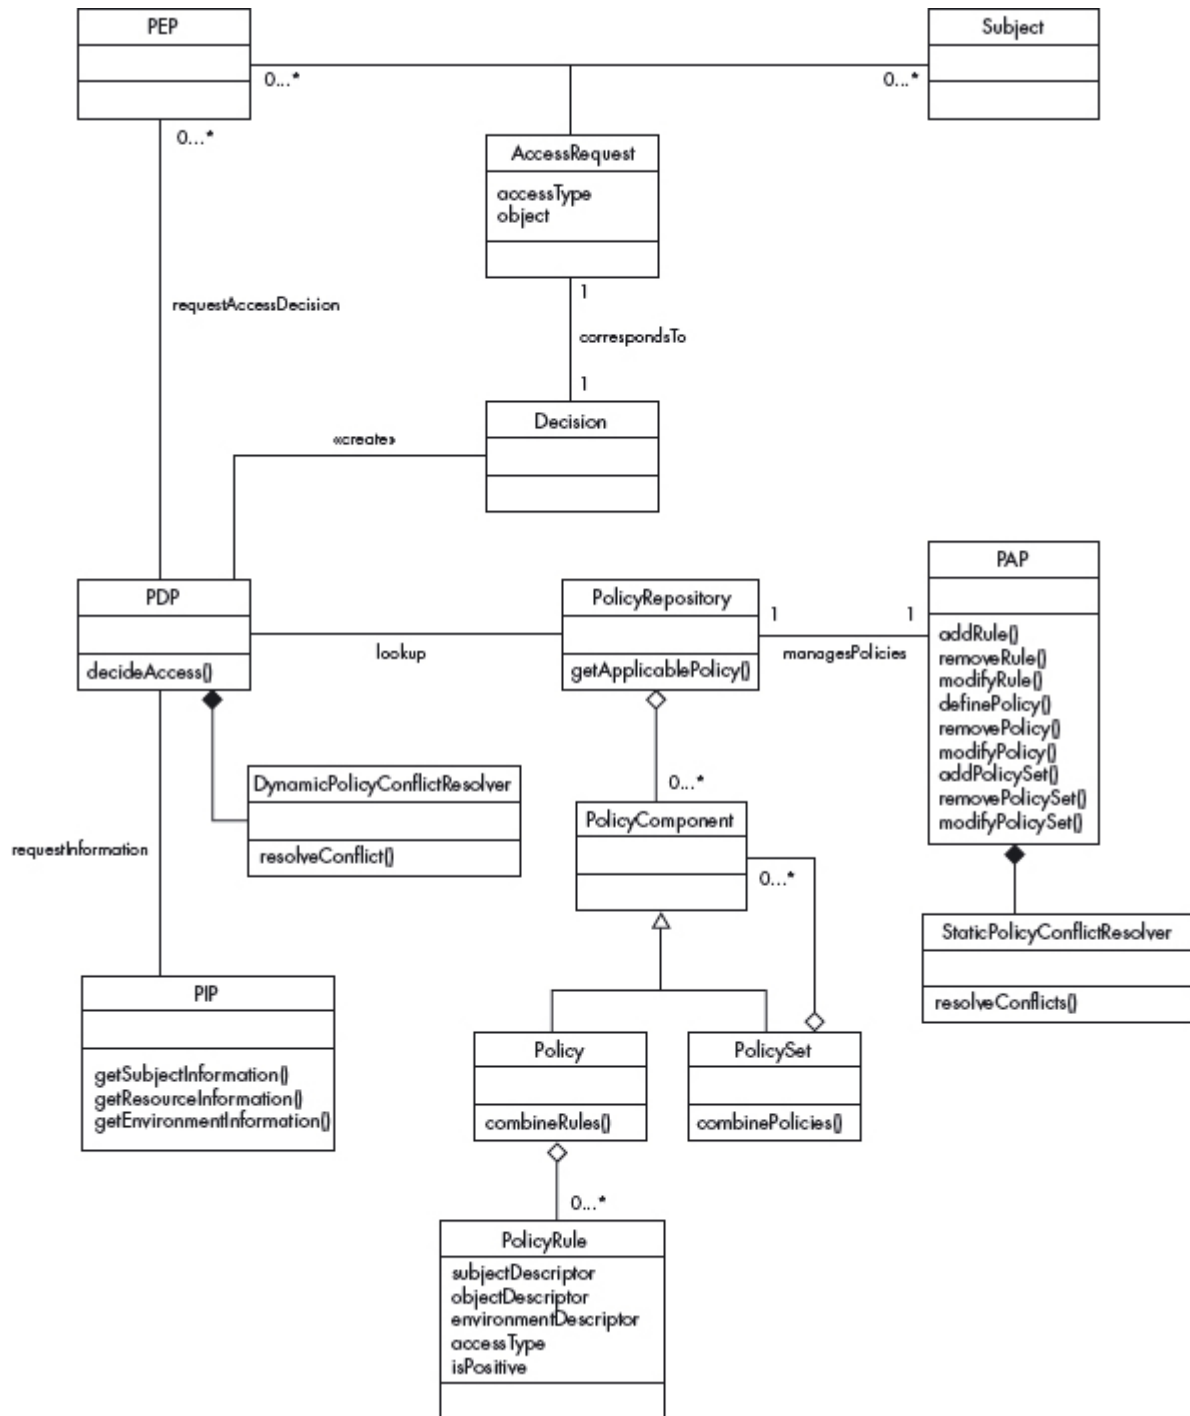 PEP
Subject
0...*
0...*
0...*
AccessRequest
accessType
object
requestAccessDecision
1
correspondsTo
1
Decision
«create»
PDP
decideAccess()
lookup
PolicyRepository
getApplicablePolicy()
1
1
managesPolicies
PAP
addRule()
removeRule()
modifyRule()
definePolicy()
removePolicy()
modifyPolicy()
addPolicySet()
removePolicySet()
modifyPolicySet()
DynamicPolicyConflictResolver
resolveConflict()
0...*
PolicyComponent
0...*
requestInformation
StaticPolicyConflictResolver
resolveConflicts()
PIP
getSubjectInformation()
getResourceInformation()
getEnvironmentInformation()
Policy
combineRules()
PolicySet
combinePolicies()
0...*
PolicyRule
subjectDescriptor
objectDescriptor
environmentDescriptor
accessType
isPositive